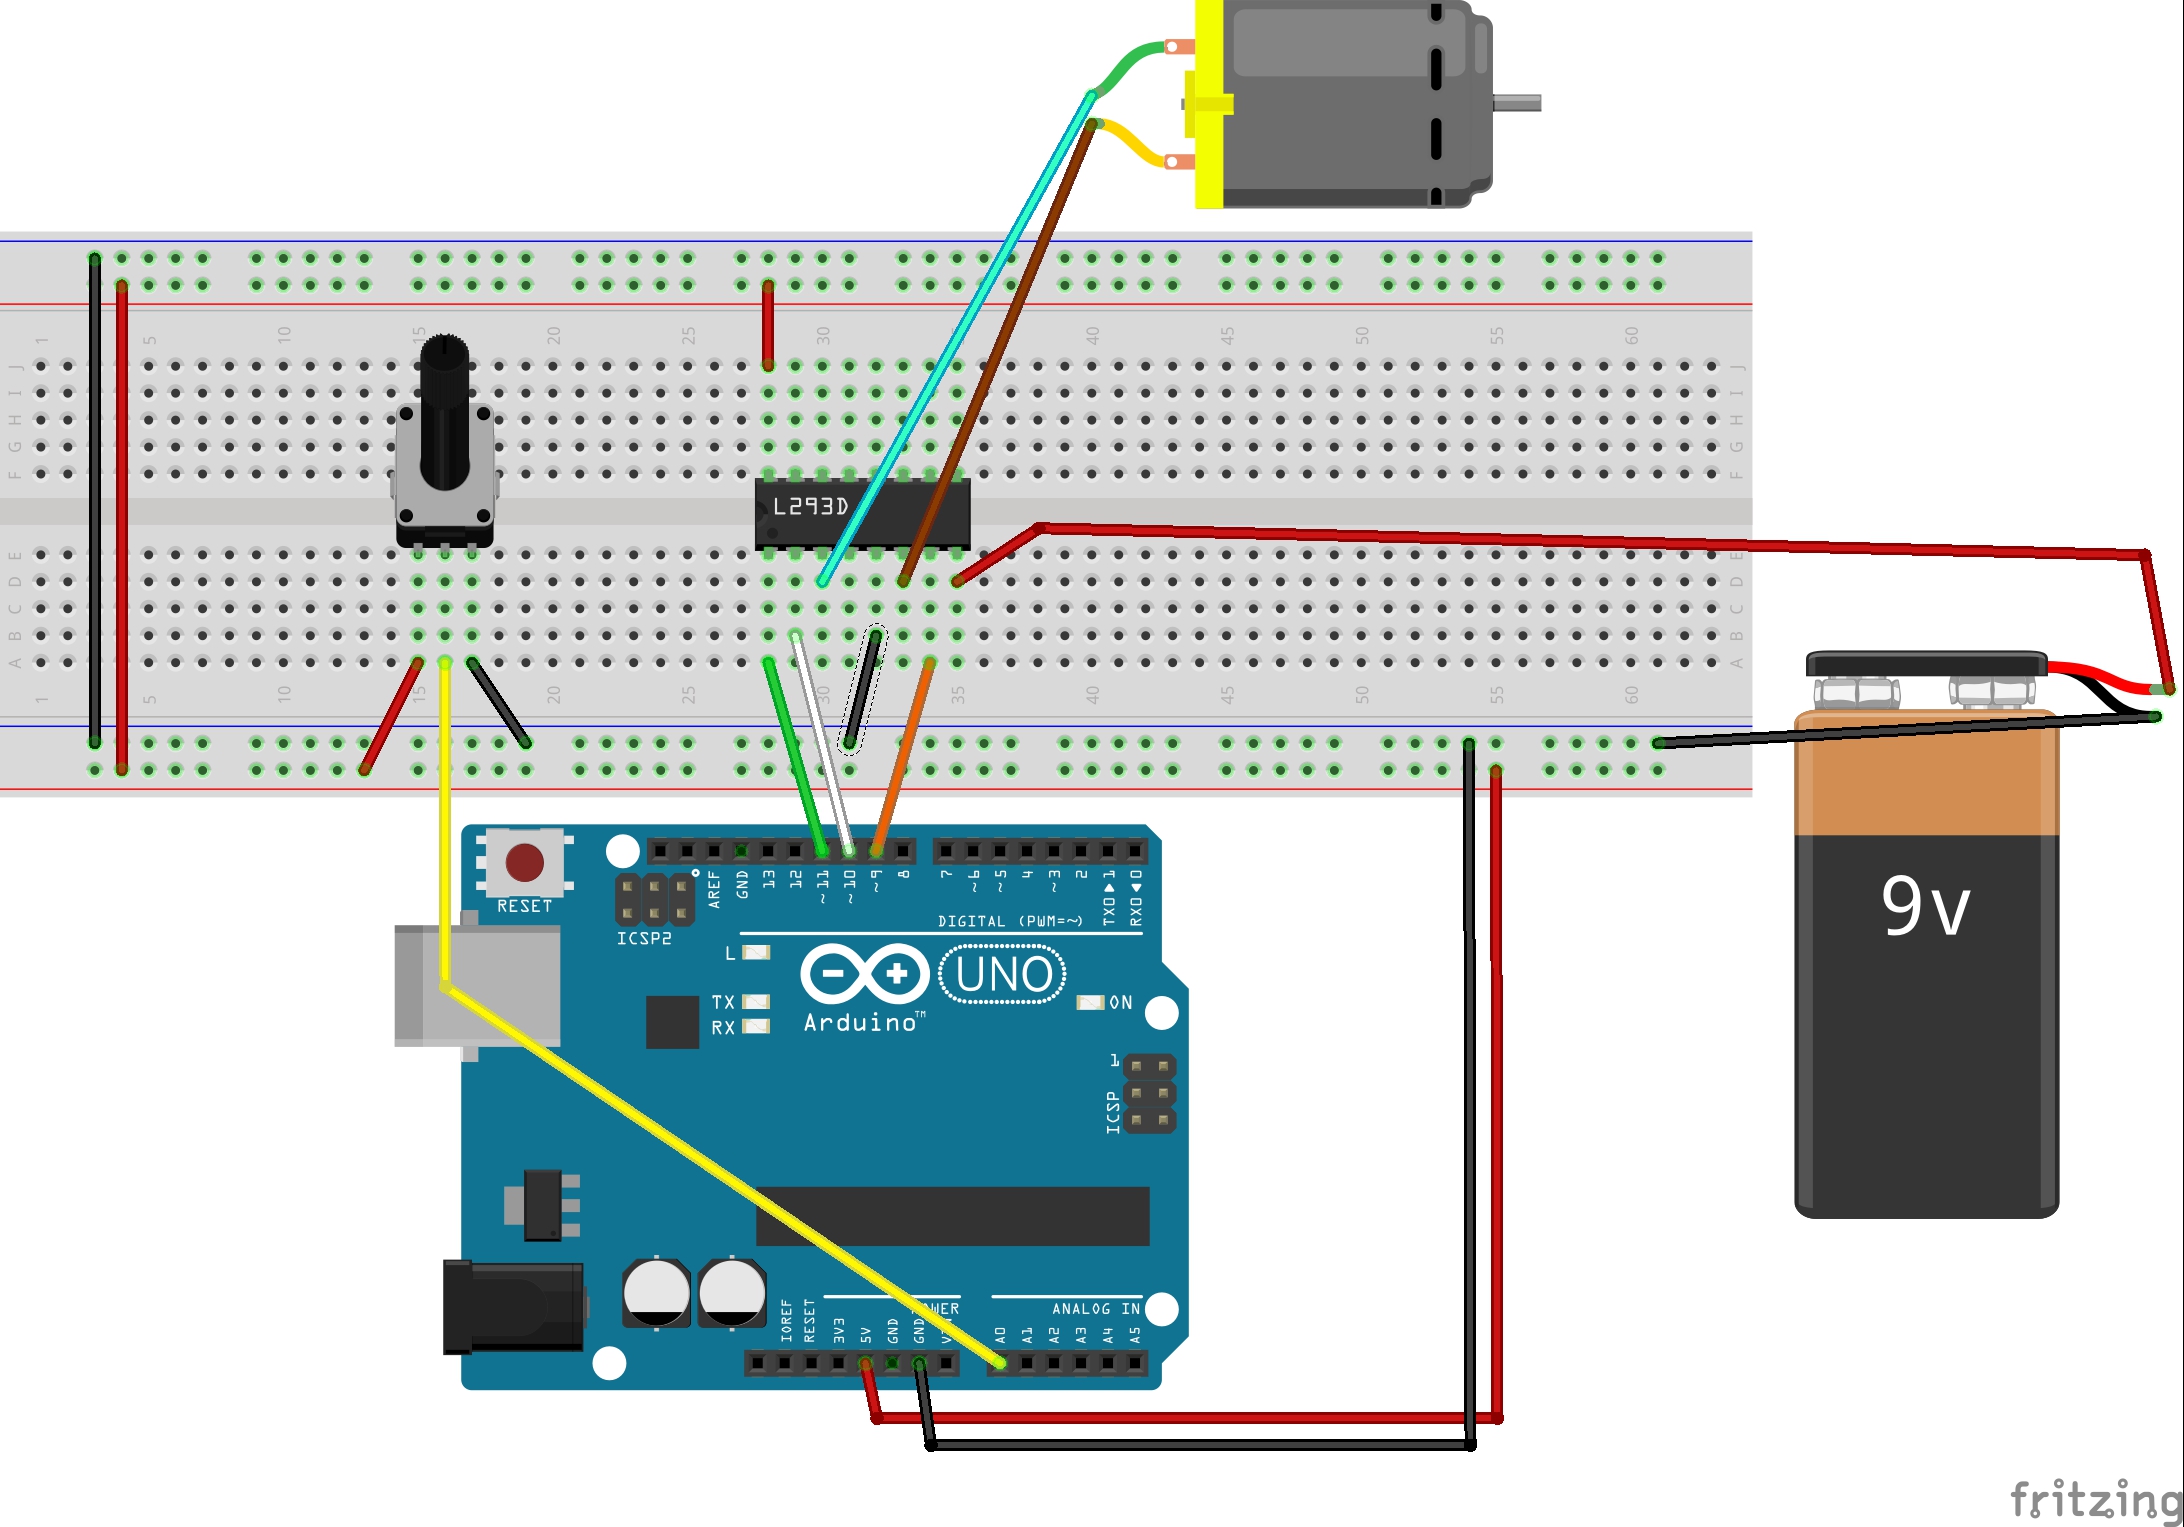 1 5 10 15 20 25 30 35 40 45 50 55 60
J J
I I
H H
G G
F F
L293D
E E
D D
C C
B B
A A
1 5 10 15 20 25 30 35 40 45 50 55 60
RESET
ICSP2
AREF GND 13 12 ~11 ~10 ~9 8 7 ~6 ~5 4 ~3 2 TX0▶1 RX0◀0
DIGITAL (PWM=~)
L
TX
RX
UNO
Arduino™
ON
1
ICSP
9v
POWER
ANALOG IN
IOREF RESET 3V3 5V GND GND A0 A1 A2 A3 A4 A5
fritzing